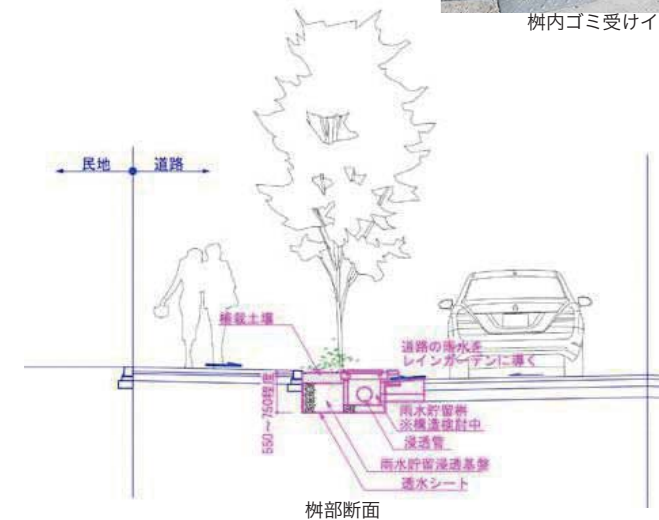 桝内ゴミ受けイ
民地 道路
植栽土壌
道路の雨水を
レインガーデンに導く
550～750程度
雨水貯留桝
※構造検討中
浸透管
雨水貯留浸透基盤
透水シート
桝部断面